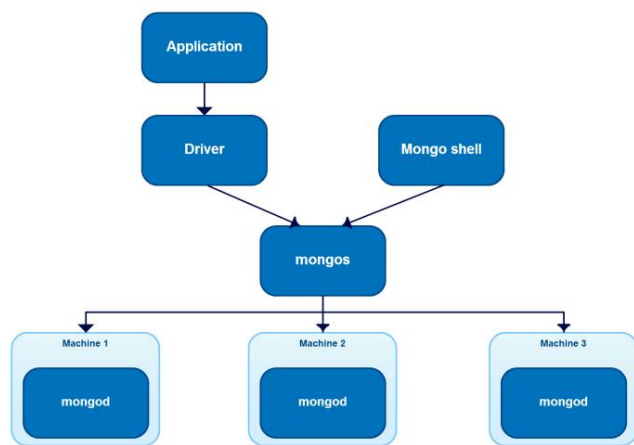 Application
Driver
Mongo shell
mongos
Machine 1
Machine 2
Machine 3
mongod
mongod
mongod